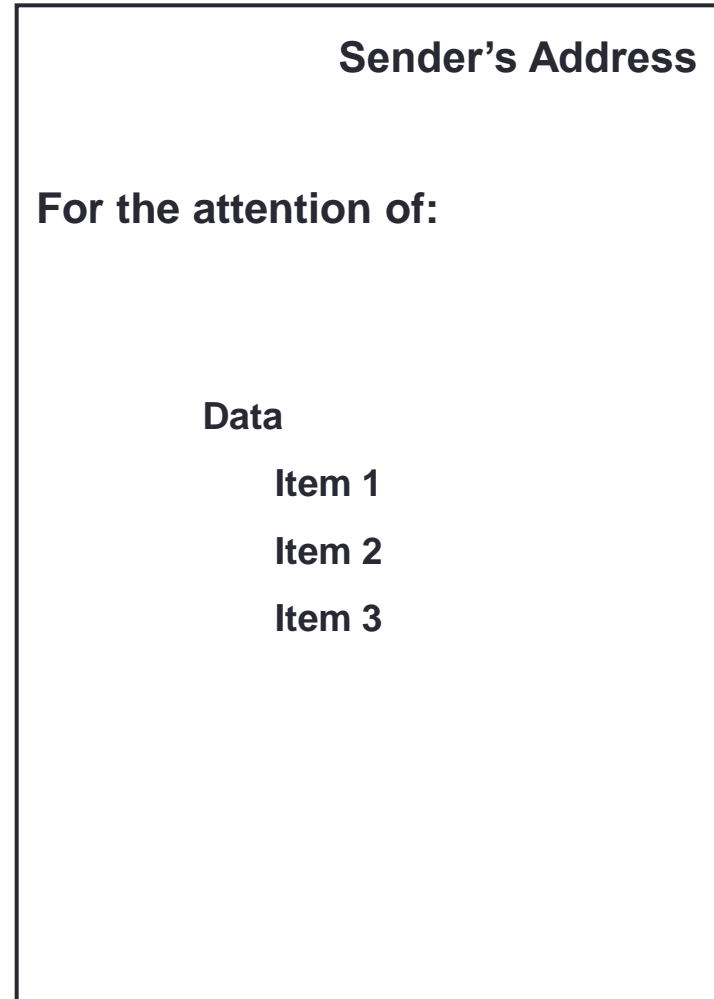 Sender’s Address
For the attention of:
Data
Item 1
Item 2
Item 3